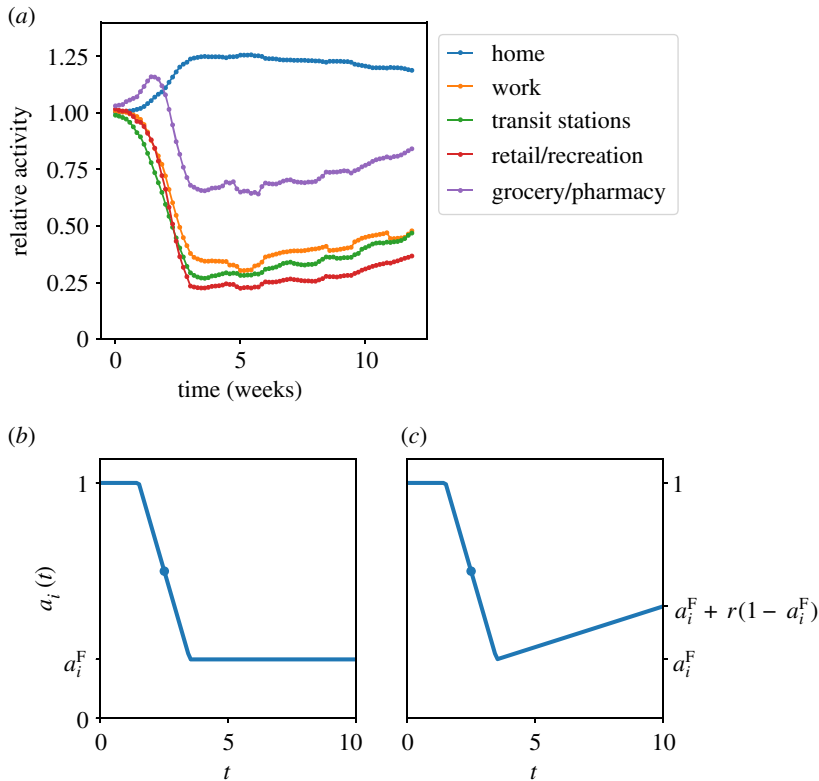 (a)
1.25
1.00
0.75
0.50
0.25
0
relative activity
0 5 10
time (weeks)
home
work
transit stations
retail/recreation
grocery/pharmacy
(b)
1
a_i^F
0
a_i(t)
0 5 10
t
(c)
1
a_i^F + r(1 − a_i^F)
a_i^F
0 5 10
t